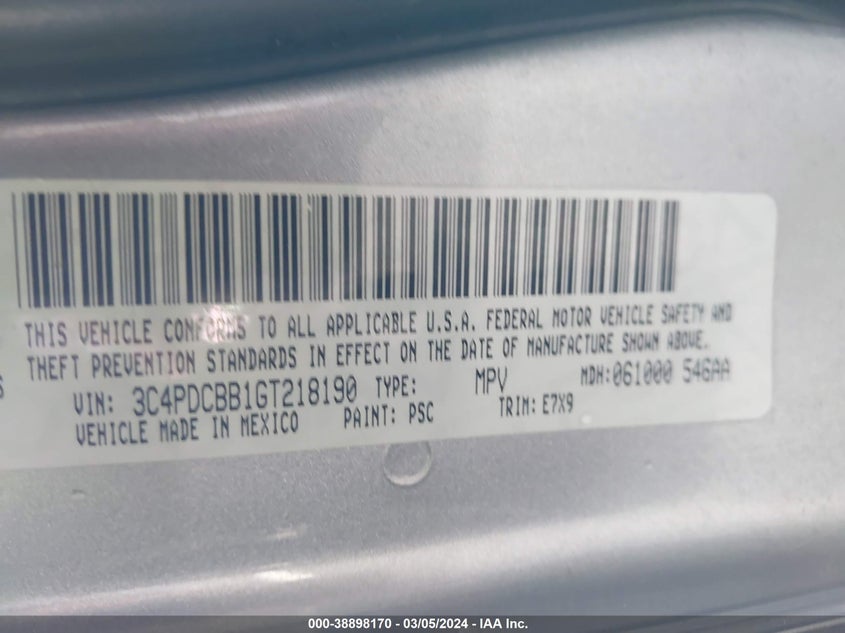 THIS VEHICLE CONFORMS TO ALL APPLICABLE U.S.A. FEDERAL MOTOR VEHICLE SAFETY AND
THEFT PREVENTION STANDARDS IN EFFECT ON THE DATE OF MANUFACTURE SHOWN ABOVE.
VIN: 3C4PDCBB1GT218190 TYPE: MPV MDH:061000 546AA
VEHICLE MADE IN MEXICO PAINT: PSC TRIM: E7X9
000-38898170 - 03/05/2024 - IAA Inc.